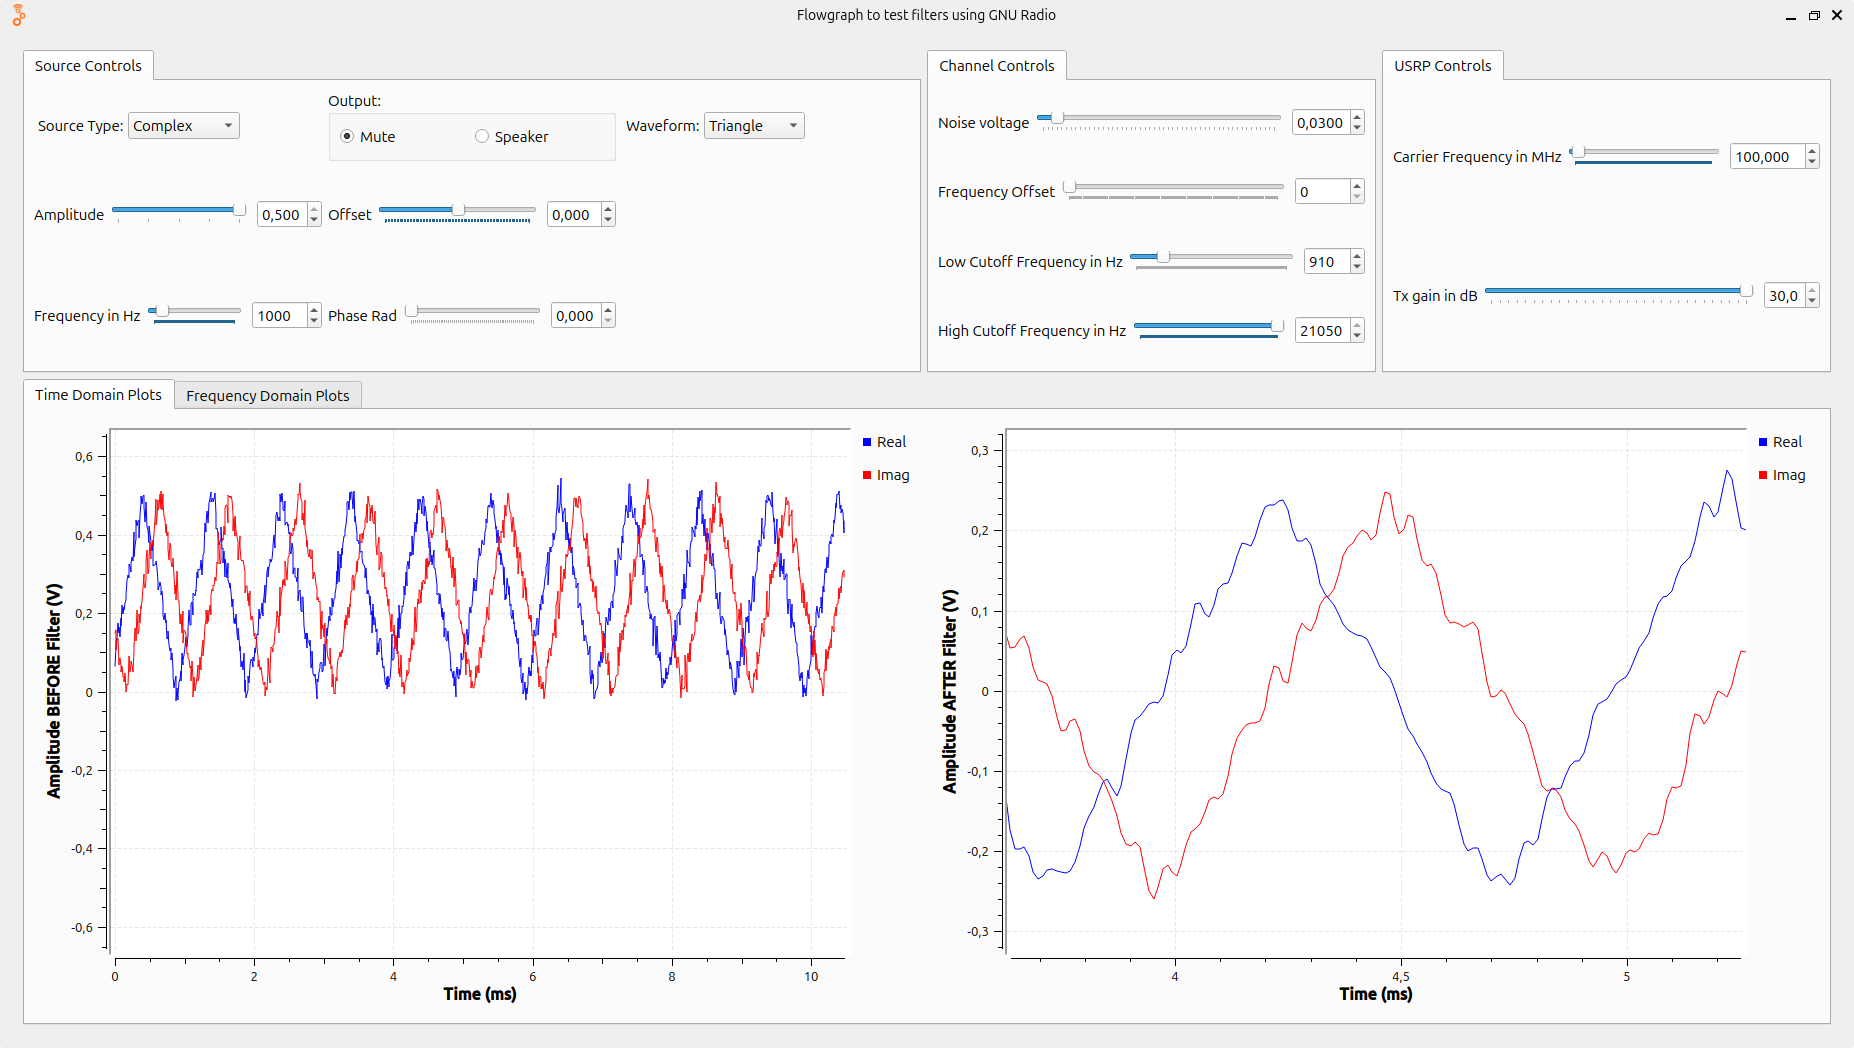 Flowgraph to test filters using GNU Radio
Source Controls
Source Type: Complex
Output:
Mute Speaker
Waveform: Triangle
Amplitude 0,500
Offset 0,000
Frequency in Hz 1000
Phase Rad 0,000
Channel Controls
Noise voltage 0,0300
Frequency Offset 0
Low Cutoff Frequency in Hz 910
High Cutoff Frequency in Hz 21050
USRP Controls
Carrier Frequency in MHz 100,000
Tx gain in dB 30,0
Time Domain Plots
Frequency Domain Plots
Amplitude BEFORE Filter (V)
0,6
0,4
0,2
0
-0,2
-0,4
-0,6
0 2 4 6 8 10
Time (ms)
Real
Imag
Amplitude AFTER Filter (V)
0,3
0,2
0,1
0
-0,1
-0,2
-0,3
4 4,5 5
Time (ms)
Real
Imag